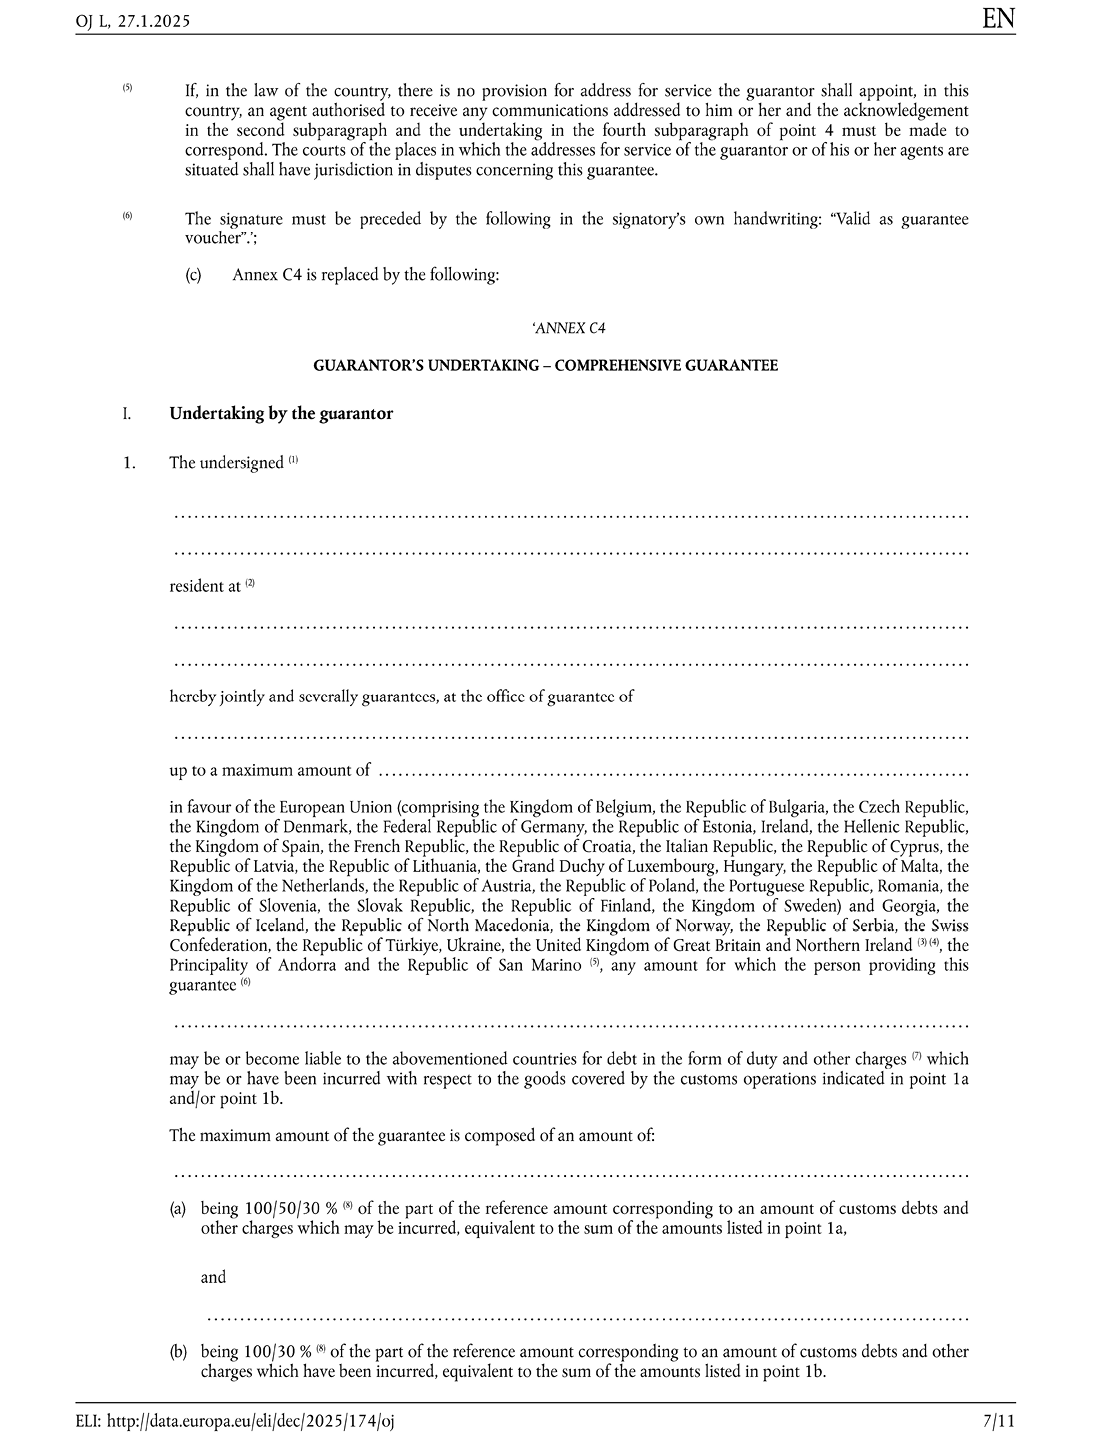 OJ L, 27.1.2025
EN
(5) If, in the law of the country, there is no provision for address for service the guarantor shall appoint, in this
country, an agent authorised to receive any communications addressed to him or her and the acknowledgement
in the second subparagraph and the undertaking in the fourth subparagraph of point 4 must be made to
correspond. The courts of the places in which the addresses for service of the guarantor or of his or her agents are
situated shall have jurisdiction in disputes concerning this guarantee.
(6) The signature must be preceded by the following in the signatory’s own handwriting: “Valid as guarantee
voucher”.’;
(c) Annex C4 is replaced by the following:
‘ANNEX C4
GUARANTOR’S UNDERTAKING – COMPREHENSIVE GUARANTEE
I. Undertaking by the guarantor
1. The undersigned (1)
........................................................................
........................................................................
resident at (2)
........................................................................
........................................................................
hereby jointly and severally guarantees, at the office of guarantee of
........................................................................
up to a maximum amount of ........................................................................
in favour of the European Union (comprising the Kingdom of Belgium, the Republic of Bulgaria, the Czech Republic,
the Kingdom of Denmark, the Federal Republic of Germany, the Republic of Estonia, Ireland, the Hellenic Republic,
the Kingdom of Spain, the French Republic, the Republic of Croatia, the Italian Republic, the Republic of Cyprus, the
Republic of Latvia, the Republic of Lithuania, the Grand Duchy of Luxembourg, Hungary, the Republic of Malta, the
Kingdom of the Netherlands, the Republic of Austria, the Republic of Poland, the Portuguese Republic, Romania, the
Republic of Slovenia, the Slovak Republic, the Republic of Finland, the Kingdom of Sweden) and Georgia, the
Republic of Iceland, the Republic of North Macedonia, the Kingdom of Norway, the Republic of Serbia, the Swiss
Confederation, the Republic of Türkiye, Ukraine, the United Kingdom of Great Britain and Northern Ireland (3) (4), the
Principality of Andorra and the Republic of San Marino (5), any amount for which the person providing this
guarantee (6)
........................................................................
may be or become liable to the abovementioned countries for debt in the form of duty and other charges (7) which
may be or have been incurred with respect to the goods covered by the customs operations indicated in point 1a
and/or point 1b.
The maximum amount of the guarantee is composed of an amount of:
........................................................................
(a) being 100/50/30 % (8) of the part of the reference amount corresponding to an amount of customs debts and
other charges which may be incurred, equivalent to the sum of the amounts listed in point 1a,
and
........................................................................
(b) being 100/30 % (8) of the part of the reference amount corresponding to an amount of customs debts and other
charges which have been incurred, equivalent to the sum of the amounts listed in point 1b.
ELI: http://data.europa.eu/eli/dec/2025/174/oj
7/11